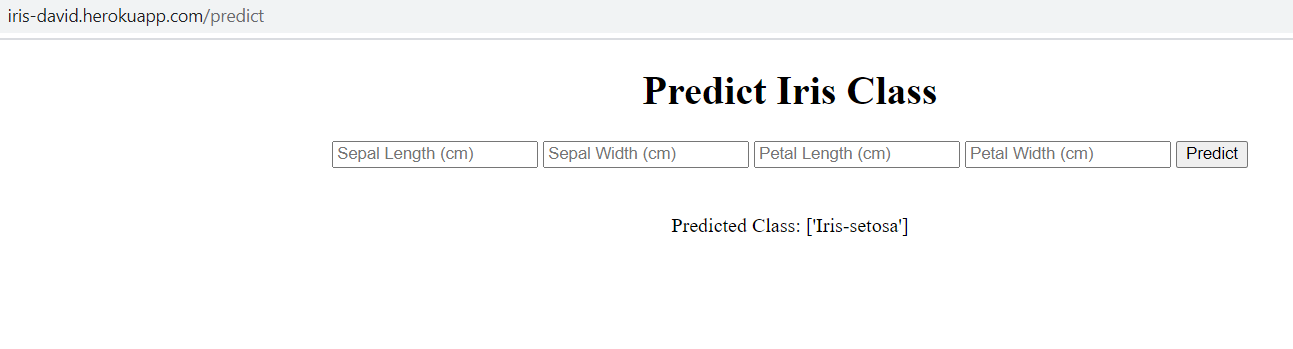 iris-david.herokuapp.com/predict
Predict Iris Class
Sepal Length (cm) Sepal Width (cm) Petal Length (cm) Petal Width (cm) Predict
Predicted Class: ['Iris-setosa']